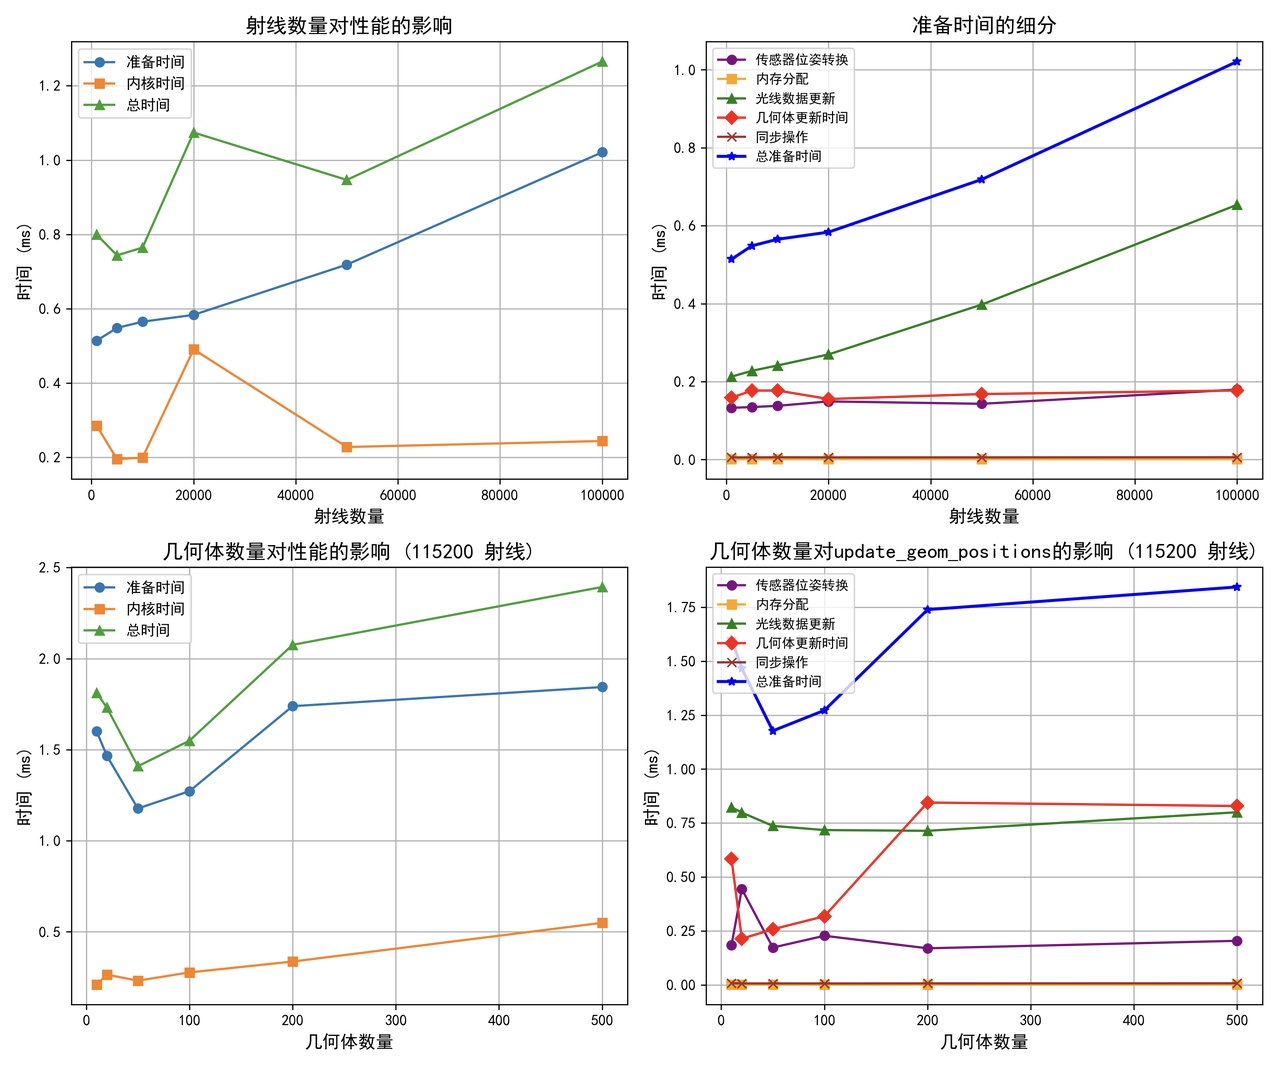 射线数量对性能的影响
准备时间
内核时间
总时间
时间 (ms)
1.2
1.0
0.8
0.6
0.4
0.2
0
20000
40000
60000
80000
100000
射线数量
准备时间的细分
传感器位姿转换
内存分配
光线数据更新
几何体更新时间
同步操作
总准备时间
时间 (ms)
1.0
0.8
0.6
0.4
0.2
0.0
0
20000
40000
60000
80000
100000
射线数量
几何体数量对性能的影响 (115200 射线)
准备时间
内核时间
总时间
时间 (ms)
2.5
2.0
1.5
1.0
0.5
0
100
200
300
400
500
几何体数量
几何体数量对update_geom_positions的影响 (115200 射线)
传感器位姿转换
内存分配
光线数据更新
几何体更新时间
同步操作
总准备时间
时间 (ms)
1.75
1.50
1.25
1.00
0.75
0.50
0.25
0.00
0
100
200
300
400
500
几何体数量